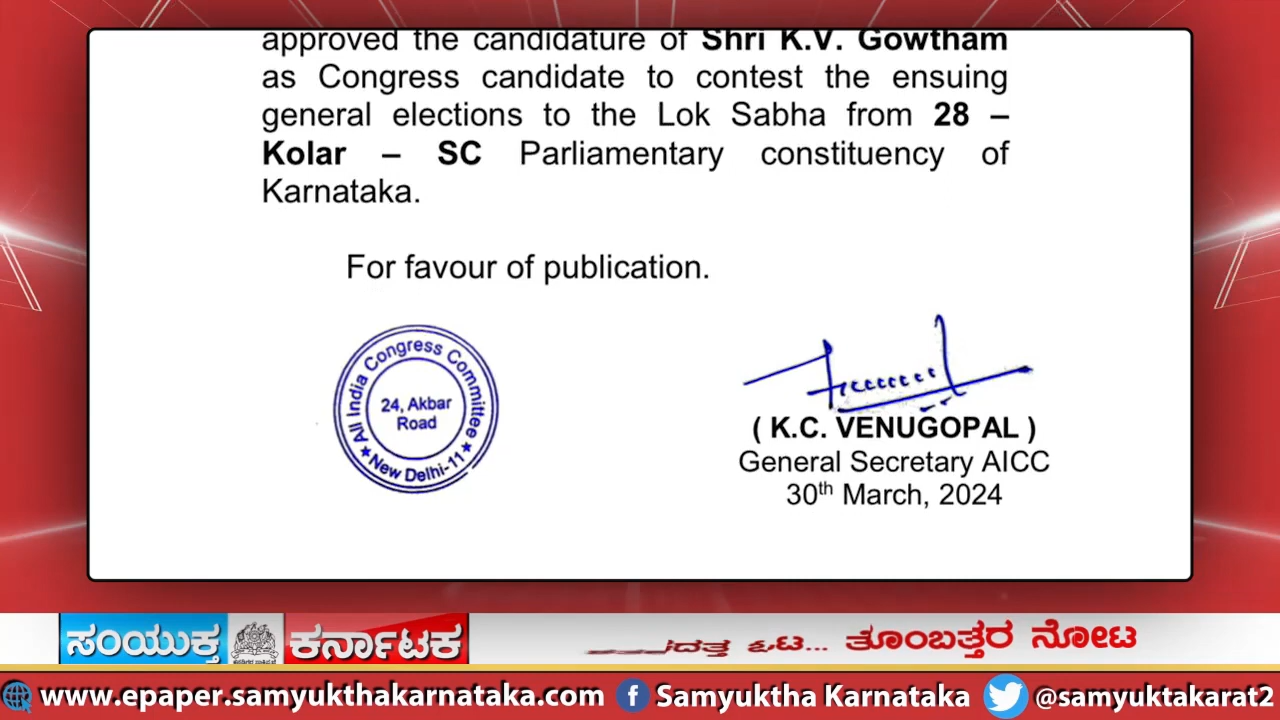 approved the candidature of Shri K.V. Gowtham
as Congress candidate to contest the ensuing
general elections to the Lok Sabha from 28 –
Kolar – SC Parliamentary constituency of
Karnataka.
For favour of publication.
All India Congress Committee
24, Akbar
Road
New Delhi-11
( K.C. VENUGOPAL )
General Secretary AICC
30th March, 2024
ಸಂಯುಕ್ತ ಕರ್ನಾಟಕ
ಓಟ... ತೊಂಬತ್ತರ ನೋಟ
www.epaper.samyukthakarnataka.com Samyuktha Karnataka @samyuktakarat2